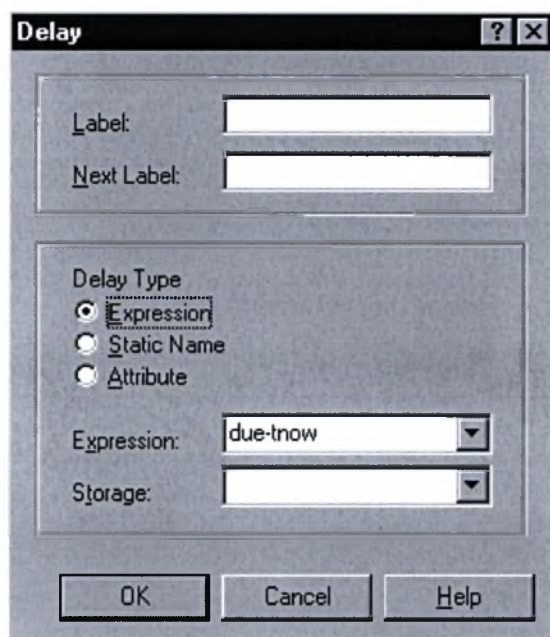 Delay
Label:
Next Label:
Delay Type
Expression
Static Name
Attribute
Expression: due-tnow
Storage:
OK Cancel Help